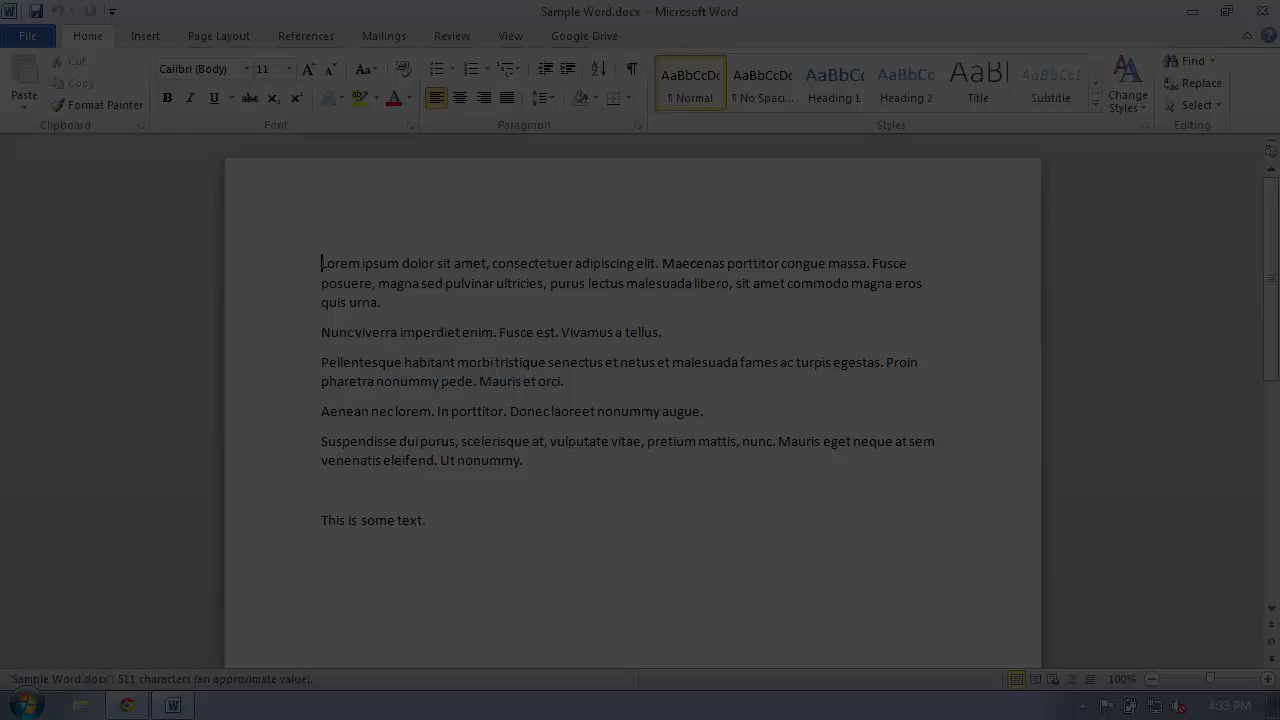 Sample Word.docx - Microsoft Word
File Home Insert Page Layout References Mailings Review View Google Drive
Cut
Copy
Paste
Format Painter
Clipboard
Calibri (Body) 11
Font
Paragraph
AaBbCcDc AaBbCcDc AaBbCc AaBbCc AaBl AaBbCcI
¶ Normal ¶ No Spaci... Heading 1 Heading 2 Title Subtitle
Change
Styles
Styles
Find
Replace
Select
Editing
Lorem ipsum dolor sit amet, consectetuer adipiscing elit. Maecenas porttitor congue massa. Fusce
posuere, magna sed pulvinar ultricies, purus lectus malesuada libero, sit amet commodo magna eros
quis urna.
Nunc viverra imperdiet enim. Fusce est. Vivamus a tellus.
Pellentesque habitant morbi tristique senectus et netus et malesuada fames ac turpis egestas. Proin
pharetra nonummy pede. Mauris et orci.
Aenean nec lorem. In porttitor. Donec laoreet nonummy augue.
Suspendisse dui purus, scelerisque at, vulputate vitae, pretium mattis, nunc. Mauris eget neque at sem
venenatis eleifend. Ut nonummy.
This is some text.
"Sample Word.docx": 511 characters (an approximate value).
100%
4:33 PM